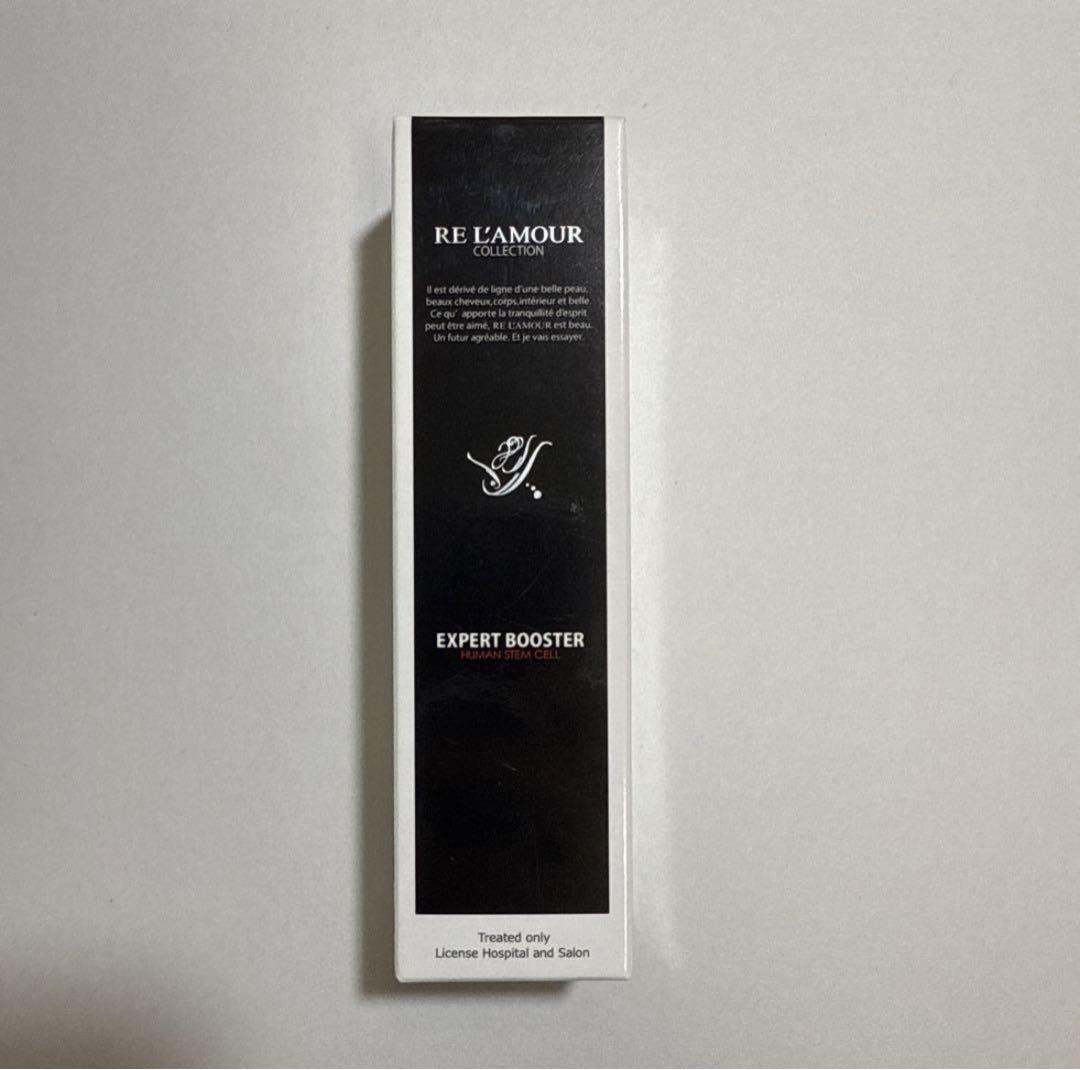 RE L'AMOUR
COLLECTION
Il est dérivé de ligne d'une belle peau,
beaux cheveux,corps,intérieur et belle.
Ce qu' apporte la tranquillité d'esprit
peut être aimé, RE L'AMOUR est beau.
Un futur agréable. Et je vais essayer.
EXPERT BOOSTER
HUMAN STEM CELL
Treated only
License Hospital and Salon